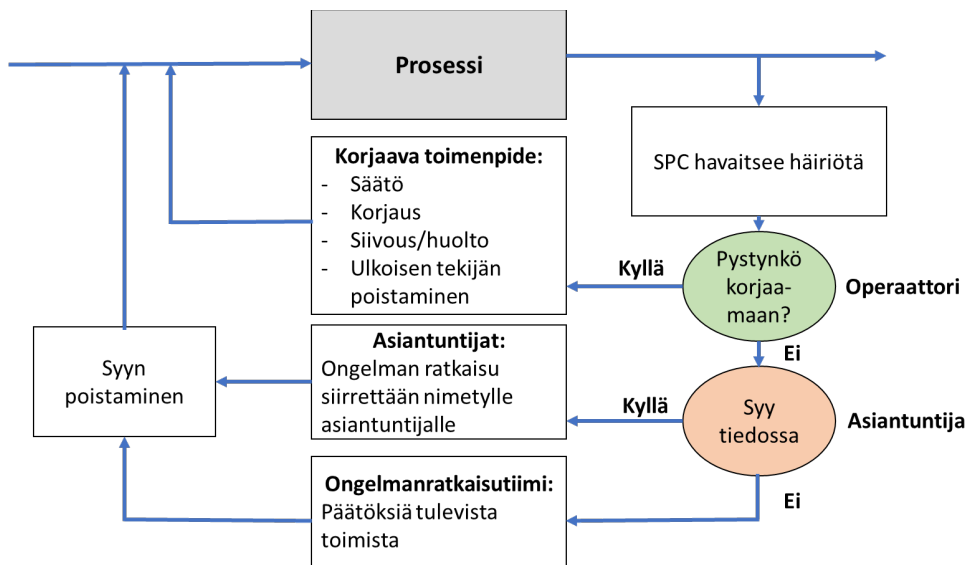 Prosessi
Korjaava toimenpide:
- Säätö
- Korjaus
- Siivous/huolto
- Ulkoisen tekijän
poistaminen
SPC havaitsee häiriötä
Pystynkö
korjaa-
maan?
Kyllä
Operaattori
Ei
Asiantuntijat:
Ongelman ratkaisu
siirrettään nimetylle
asiantuntijalle
Kyllä
Syy
tiedossa
Asiantuntija
Syyn
poistaminen
Ei
Ongelmanratkaisutiimi:
Päätöksiä tulevista
toimista